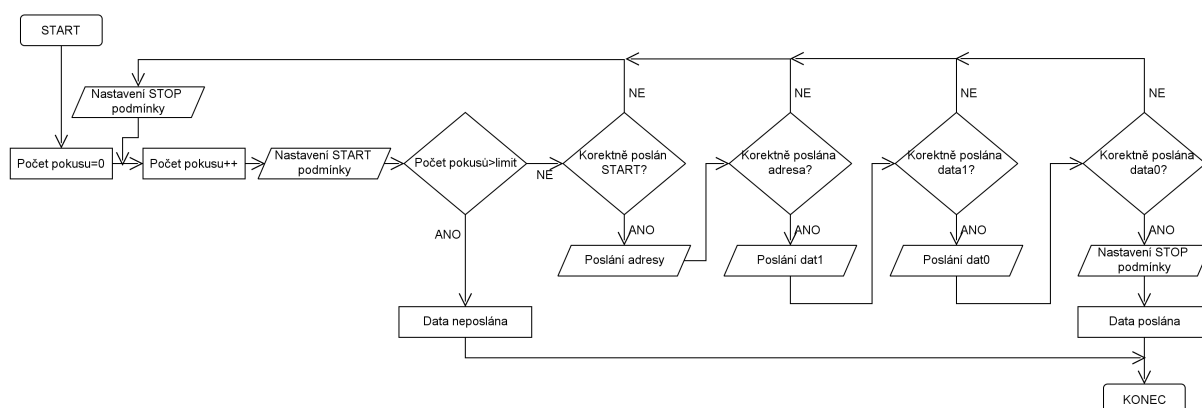 START
Nastavení STOP
podmínky
NE
NE
NE
NE
Počet pokusu=0
Počet pokusu++
Nastavení START
podmínky
Počet pokusů>limit
NE
Korektně poslán
START?
Korektně poslána
adresa?
Korektně poslána
data1?
Korektně poslána
data0?
ANO
ANO
ANO
ANO
ANO
Poslání adresy
Poslání dat1
Poslání dat0
Nastavení STOP
podmínky
Data neposlána
Data poslána
KONEC